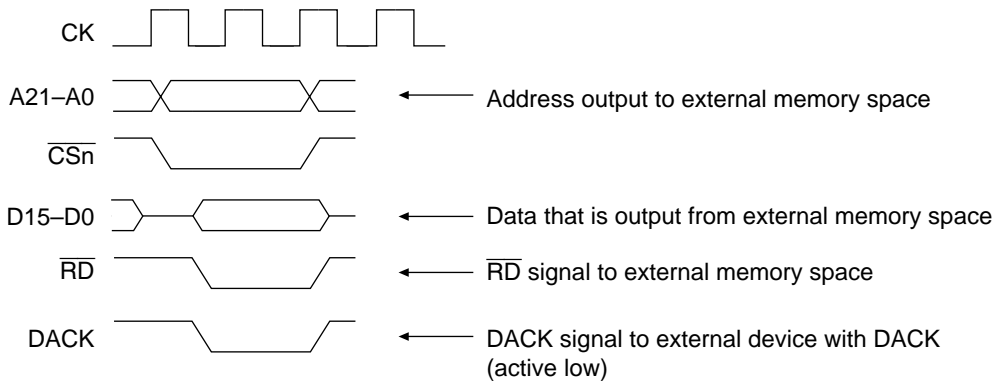 CK
A21–A0
Address output to external memory space
CSn
D15–D0
Data that is output from external memory space
RD
RD signal to external memory space
DACK
DACK signal to external device with DACK
(active low)